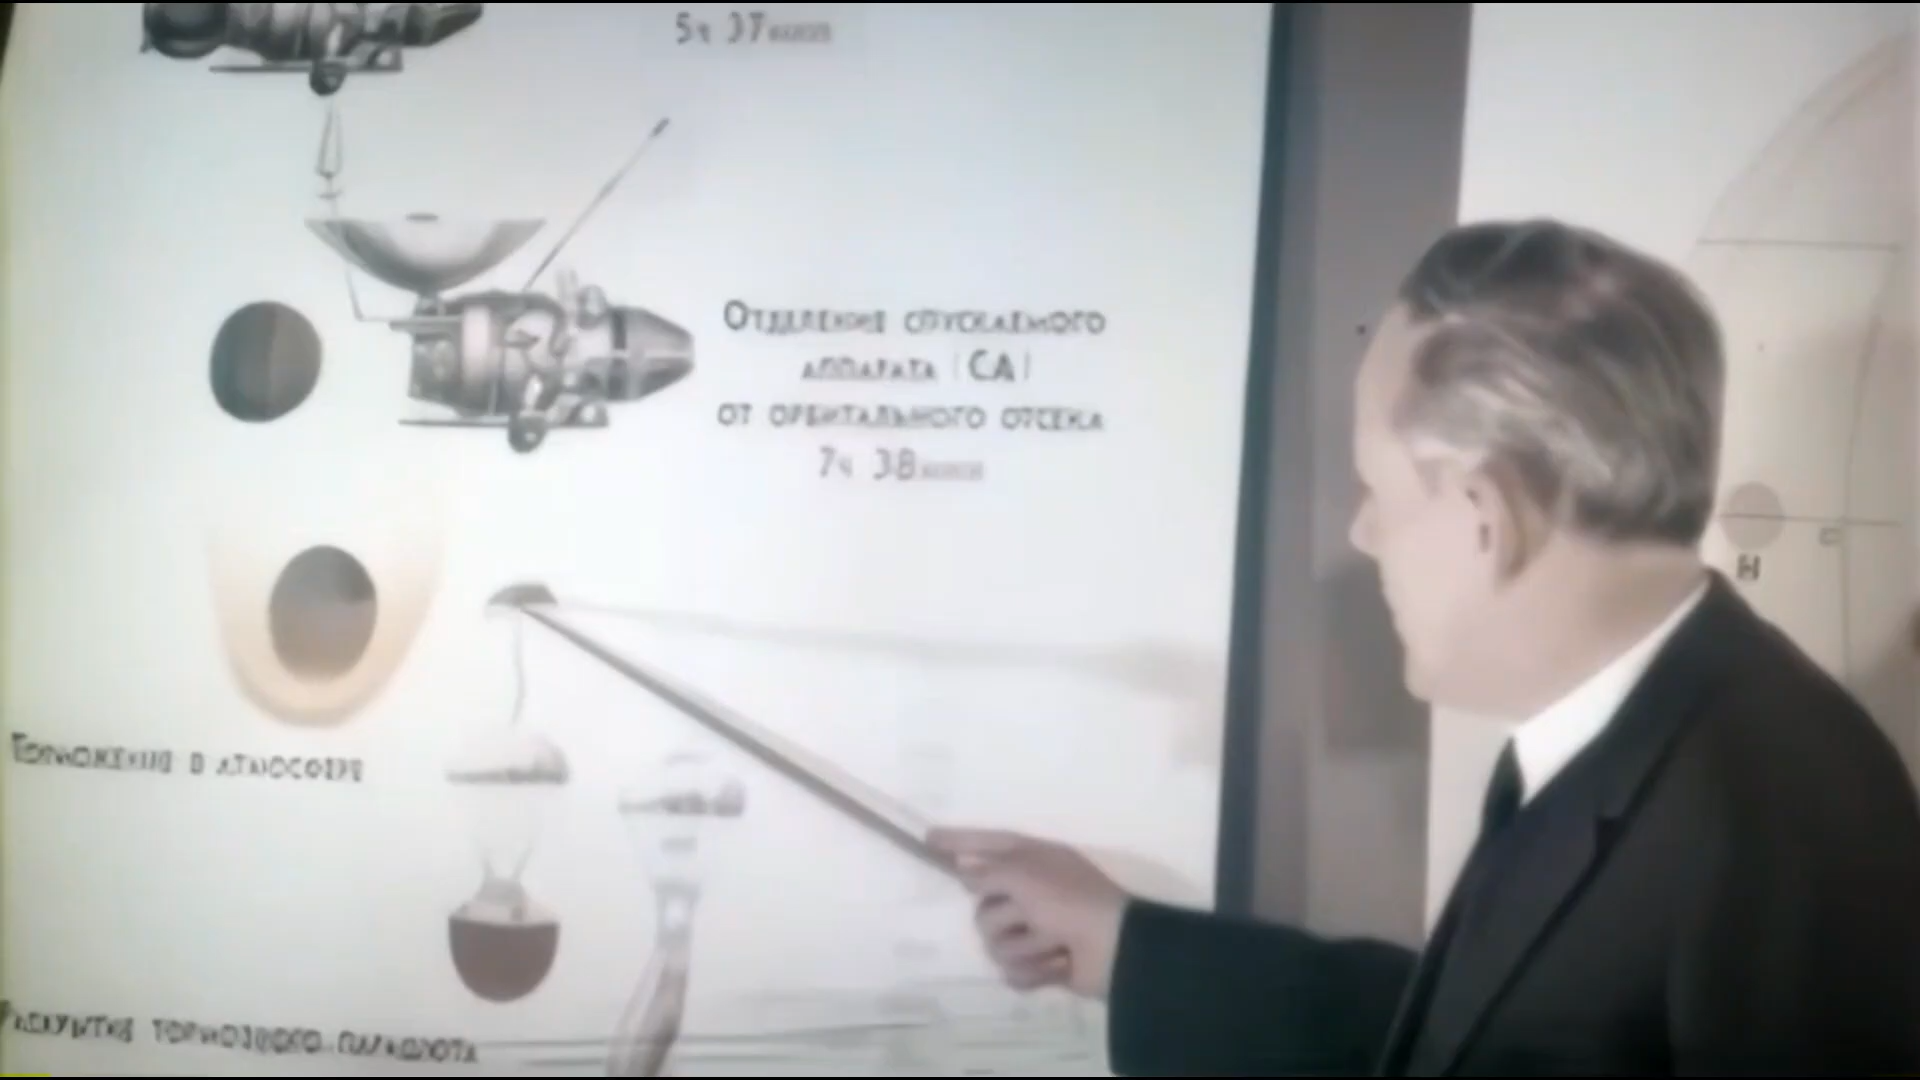 5ч 37мин
Отделение спускаемого
аппарата (СА)
от орбитального отсека
7ч 38мин
Торможение в атмосфере
Раскрытие тормозного парашюта
Н